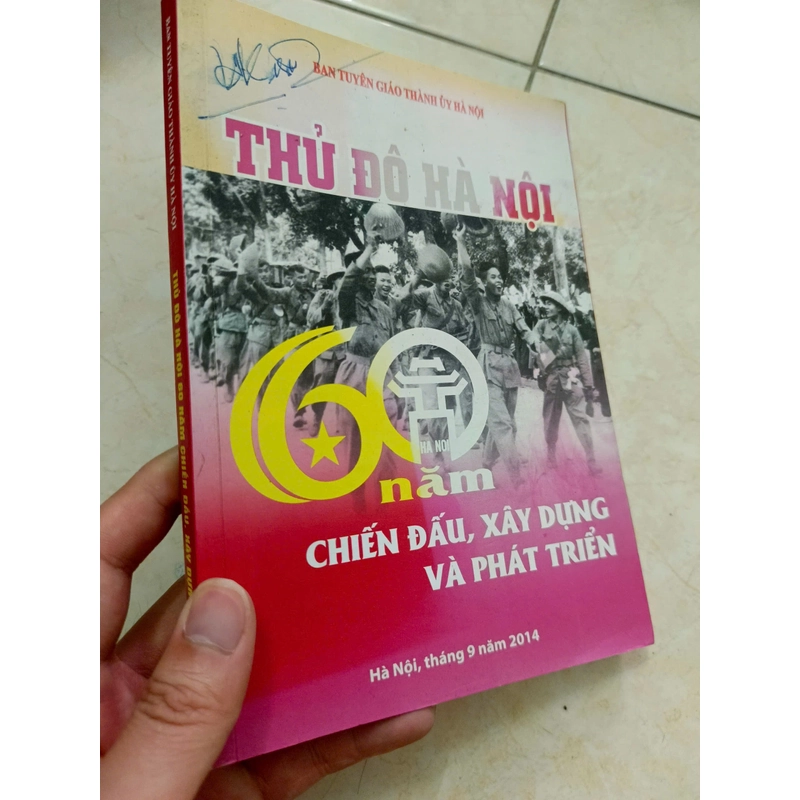 BAN TUYÊN GIÁO THÀNH ỦY HÀ NỘI
THỦ ĐÔ HÀ NỘI
60
HÀ NỘI
năm
CHIẾN ĐẤU, XÂY DỰNG
VÀ PHÁT TRIỂN
Hà Nội, tháng 9 năm 2014
BAN TUYÊN GIÁO THÀNH ỦY HÀ NỘI
THỦ ĐÔ HÀ NỘI 60 NĂM CHIẾN ĐẤU, XÂY DỰNG